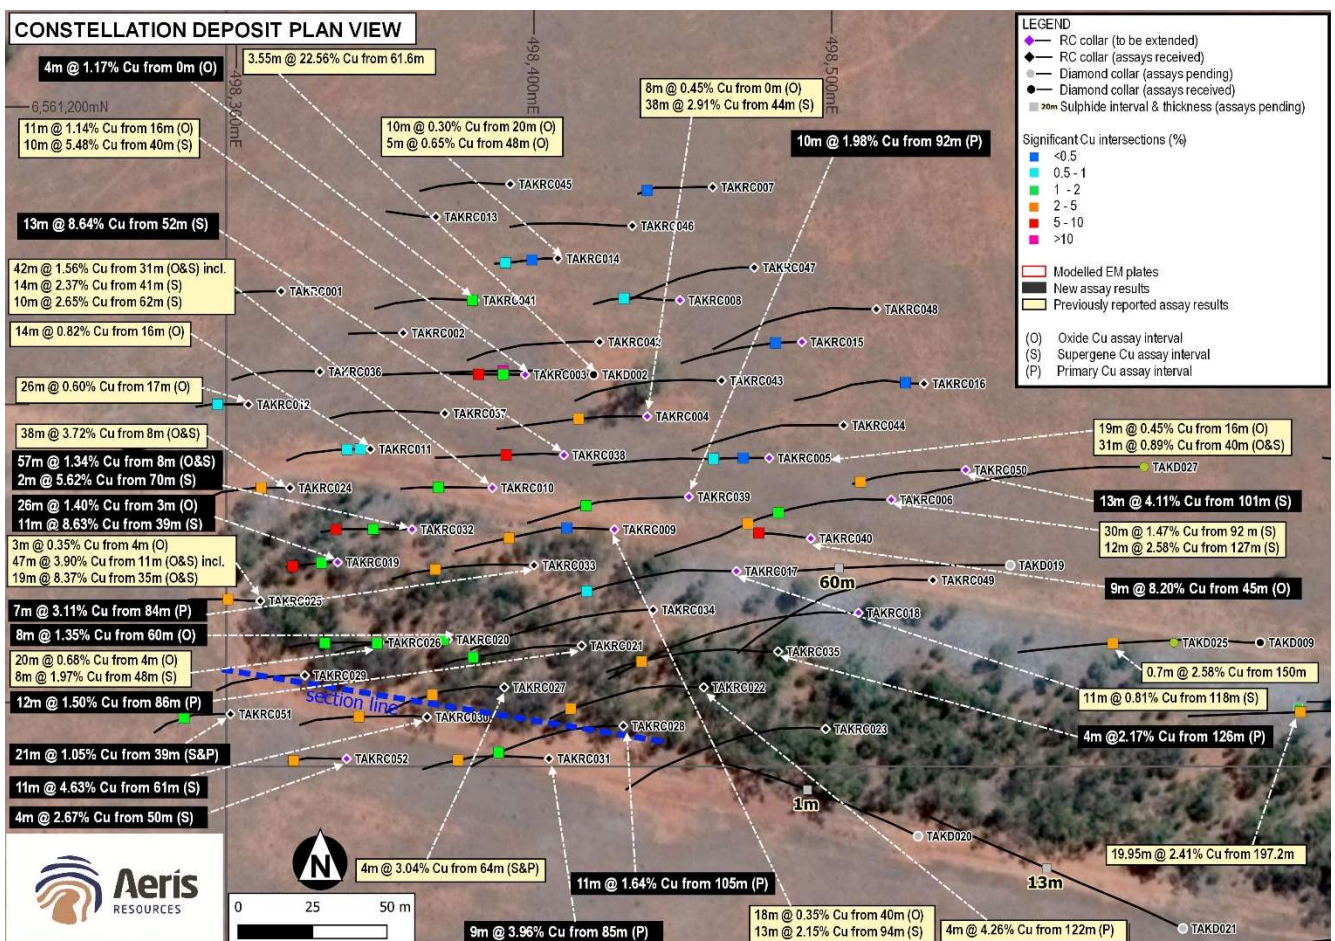 CONSTELLATION DEPOSIT PLAN VIEW
498,300mE
498,400mE
498,500mE
6,561,200mN
4m @ 1.17% Cu from 0m (O)
3.55m @ 22.56% Cu from 61.6m
8m @ 0.45% Cu from 0m (O)
38m @ 2.91% Cu from 44m (S)
11m @ 1.14% Cu from 16m (O)
10m @ 5.48% Cu from 40m (S)
10m @ 0.30% Cu from 20m (O)
5m @ 0.65% Cu from 48m (O)
10m @ 1.98% Cu from 92m (P)
13m @ 8.64% Cu from 52m (S)
42m @ 1.56% Cu from 31m (O&S) incl.
14m @ 2.37% Cu from 41m (S)
10m @ 2.65% Cu from 62m (S)
14m @ 0.82% Cu from 16m (O)
26m @ 0.60% Cu from 17m (O)
38m @ 3.72% Cu from 8m (O&S)
57m @ 1.34% Cu from 8m (O&S)
2m @ 5.62% Cu from 70m (S)
26m @ 1.40% Cu from 3m (O)
11m @ 8.63% Cu from 39m (S)
3m @ 0.35% Cu from 4m (O)
47m @ 3.90% Cu from 11m (O&S) incl.
19m @ 8.37% Cu from 35m (O&S)
7m @ 3.11% Cu from 84m (P)
8m @ 1.35% Cu from 60m (O)
20m @ 0.68% Cu from 4m (O)
8m @ 1.97% Cu from 48m (S)
12m @ 1.50% Cu from 86m (P)
21m @ 1.05% Cu from 39m (S&P)
11m @ 4.63% Cu from 61m (S)
4m @ 2.67% Cu from 50m (S)
TAKRC045
TAKRC007
TAKRC013
TAKRC046
TAKRC014
TAKRC047
TAKRC001
TAKRC041
TAKRC008
TAKRC048
TAKRC002
TAKRC042
TAKRC015
TAKRC036
TAKRC003
TAKD002
TAKRC043
TAKRC016
TAKRC012
TAKRC037
TAKRC004
TAKRC044
TAKRC011
TAKRC038
TAKRC005
TAKRC050
TAKD027
TAKRC024
TAKRC010
TAKRC039
TAKRC006
TAKRC032
TAKRC009
TAKRC040
TAKRC019
TAKRC033
TAKRC017
60m
TAKD019
TAKRC049
TAKRC025
TAKRC034
TAKRC018
TAKRC026
TAKRC020
TAKRC021
TAKRC035
TAKD025
TAKD009
TAKRC029
section line
TAKRC027
TAKRC022
TAKRC051
TAKRC030
TAKRC028
TAKRC023
TAKRC052
TAKRC031
1m
TAKD020
13m
TAKD021
19m @ 0.45% Cu from 16m (O)
31m @ 0.89% Cu from 40m (O&S)
13m @ 4.11% Cu from 101m (S)
30m @ 1.47% Cu from 92 m (S)
12m @ 2.58% Cu from 127m (S)
9m @ 8.20% Cu from 45m (O)
0.7m @ 2.58% Cu from 150m
11m @ 0.81% Cu from 118m (S)
4m @2.17% Cu from 126m (P)
19.95m @ 2.41% Cu from 197.2m
4m @ 3.04% Cu from 64m (S&P)
11m @ 1.64% Cu from 105m (P)
9m @ 3.96% Cu from 85m (P)
18m @ 0.35% Cu from 40m (O)
13m @ 2.15% Cu from 94m (S)
4m @ 4.26% Cu from 122m (P)
LEGEND
RC collar (to be extended)
RC collar (assays received)
Diamond collar (assays pending)
Diamond collar (assays received)
20m Sulphide interval & thickness (assays pending)
Significant Cu intersections (%)
<0.5
0.5 - 1
1 - 2
2 - 5
5 - 10
>10
Modelled EM plates
New assay results
Previously reported assay results
(O) Oxide Cu assay interval
(S) Supergene Cu assay interval
(P) Primary Cu assay interval
Aeris
RESOURCES
N
0 25 50 m